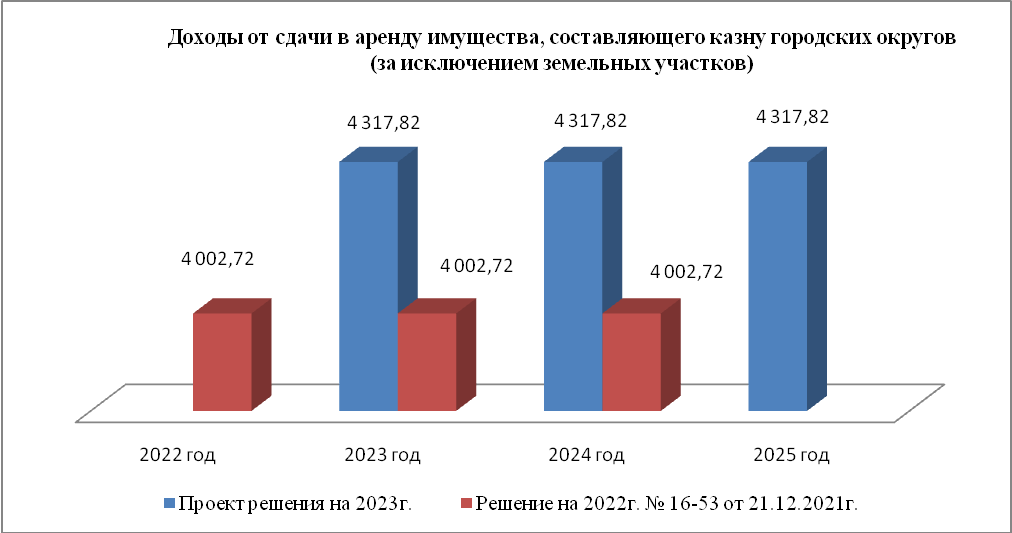 Доходы от сдачи в аренду имущества, составляющего казну городских округов
(за исключением земельных участков)
4 317,82
4 317,82
4 317,82
4 002,72
4 002,72
4 002,72
2022 год
2023 год
2024 год
2025 год
Проект решения на 2023г.
Решение на 2022г. № 16-53 от 21.12.2021г.